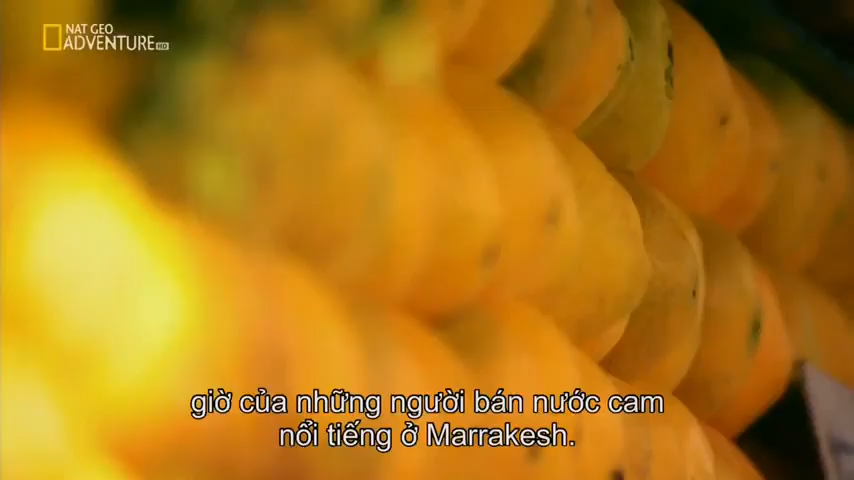 NAT GEO
ADVENTURE HD
giờ của những người bán nước cam
nổi tiếng ở Marrakesh.